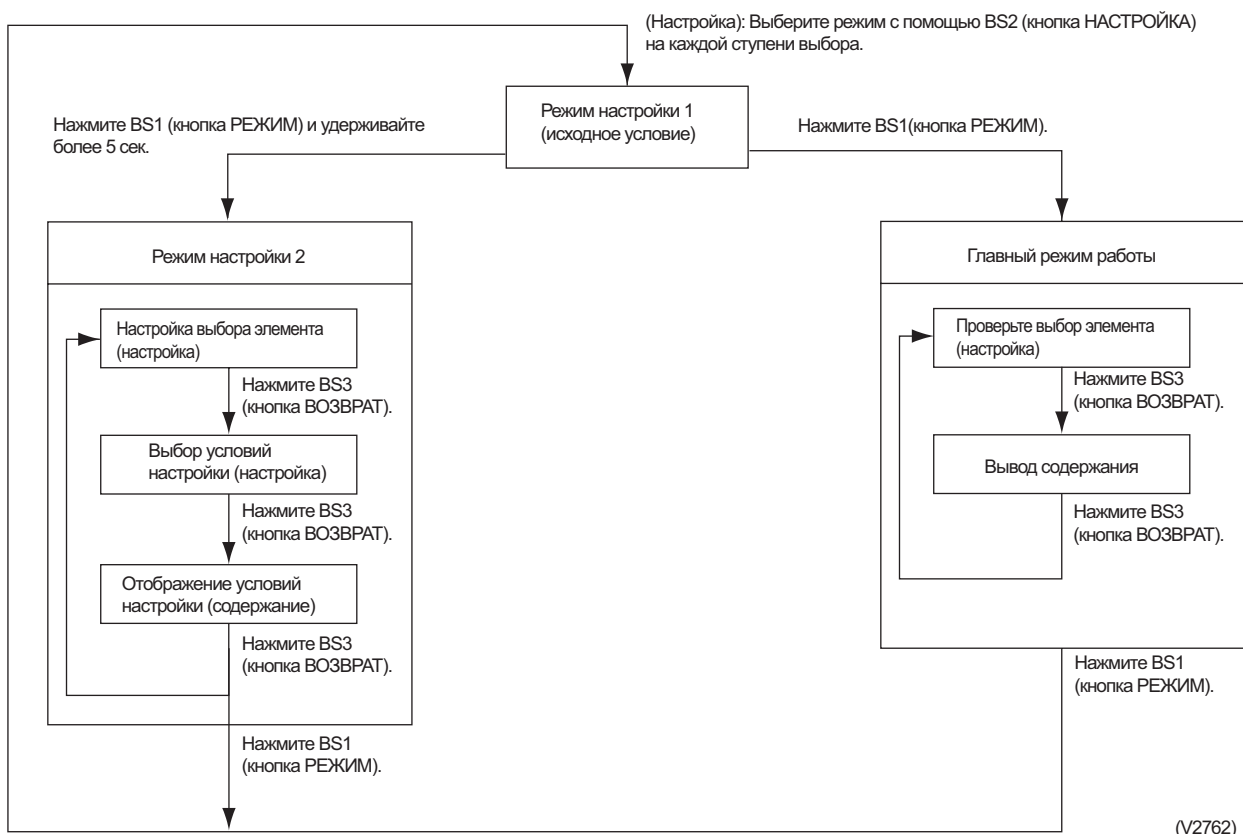 (Настройка): Выберите режим с помощью BS2 (кнопка НАСТРОЙКА)
на каждой ступени выбора.
Режим настройки 1
(исходное условие)
Нажмите BS1 (кнопка РЕЖИМ) и удерживайте
более 5 сек.
Нажмите BS1(кнопка РЕЖИМ).
Режим настройки 2
Настройка выбора элемента
(настройка)
Нажмите BS3
(кнопка ВОЗВРАТ).
Выбор условий
настройки (настройка)
Нажмите BS3
(кнопка ВОЗВРАТ).
Отображение условий
настройки (содержание)
Нажмите BS3
(кнопка ВОЗВРАТ).
Нажмите BS1
(кнопка РЕЖИМ).
Главный режим работы
Проверьте выбор элемента
(настройка)
Нажмите BS3
(кнопка ВОЗВРАТ).
Вывод содержания
Нажмите BS3
(кнопка ВОЗВРАТ).
Нажмите BS1
(кнопка РЕЖИМ).
(V2762)